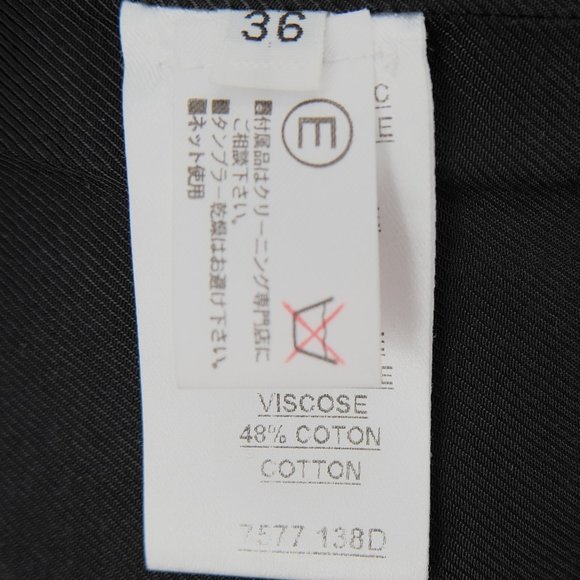 36
E
■付属品はクリーニング専門店に
ご相談下さい。
■タンブラー乾燥はお避け下さい。
■ネット使用
VISCOSE
48% COTON
COTTON
7577 138D